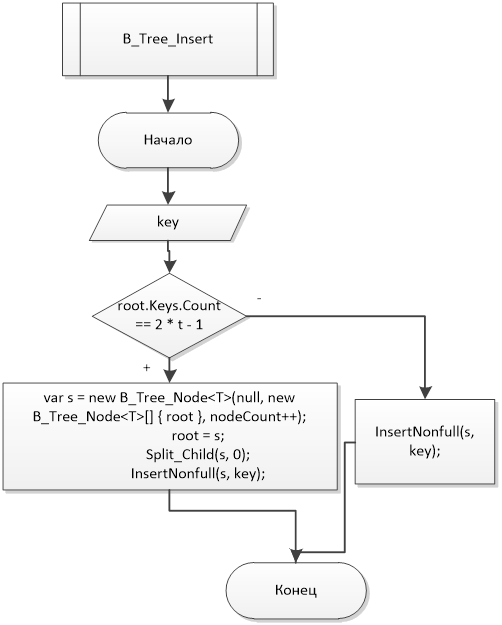 B_Tree_Insert
Начало
key
root.Keys.Count
== 2 * t - 1
-
+
var s = new B_Tree_Node<T>(null, new
B_Tree_Node<T>[] { root }, nodeCount++);
root = s;
Split_Child(s, 0);
InsertNonfull(s, key);
InsertNonfull(s,
key);
Конец